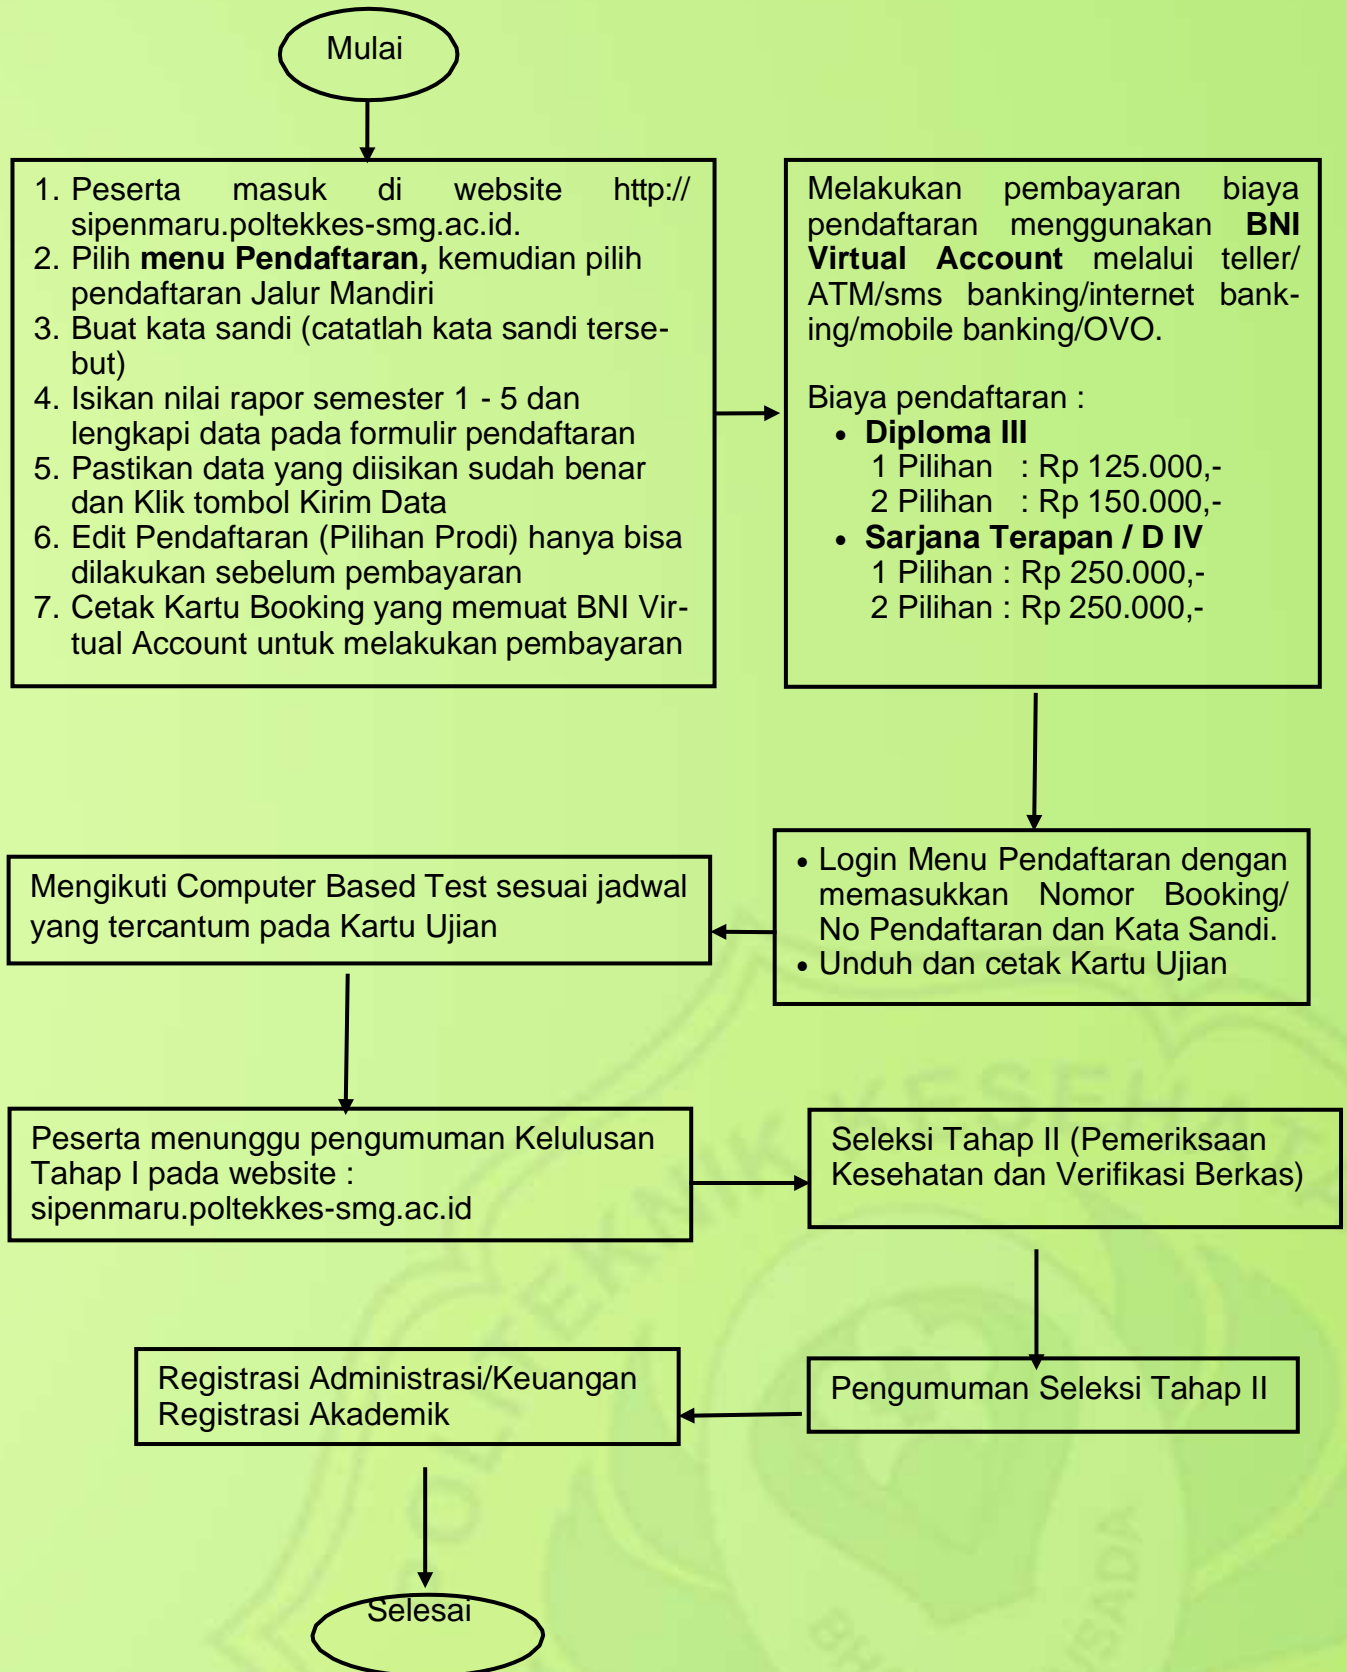 Mulai
1. Peserta masuk di website http://
sipenmaru.poltekkes-smg.ac.id.
2. Pilih menu Pendaftaran, kemudian pilih
pendaftaran Jalur Mandiri
3. Buat kata sandi (catatlah kata sandi terse-
but)
4. Isikan nilai rapor semester 1 - 5 dan
lengkapi data pada formulir pendaftaran
5. Pastikan data yang diisikan sudah benar
dan Klik tombol Kirim Data
6. Edit Pendaftaran (Pilihan Prodi) hanya bisa
dilakukan sebelum pembayaran
7. Cetak Kartu Booking yang memuat BNI Vir-
tual Account untuk melakukan pembayaran
Melakukan pembayaran biaya
pendaftaran menggunakan BNI
Virtual Account melalui teller/
ATM/sms banking/internet bank-
ing/mobile banking/OVO.
Biaya pendaftaran :
• Diploma III
1 Pilihan : Rp 125.000,-
2 Pilihan : Rp 150.000,-
• Sarjana Terapan / D IV
1 Pilihan : Rp 250.000,-
2 Pilihan : Rp 250.000,-
• Login Menu Pendaftaran dengan
memasukkan Nomor Booking/
No Pendaftaran dan Kata Sandi.
• Unduh dan cetak Kartu Ujian
Mengikuti Computer Based Test sesuai jadwal
yang tercantum pada Kartu Ujian
Peserta menunggu pengumuman Kelulusan
Tahap I pada website :
sipenmaru.poltekkes-smg.ac.id
Seleksi Tahap II (Pemeriksaan
Kesehatan dan Verifikasi Berkas)
Pengumuman Seleksi Tahap II
Registrasi Administrasi/Keuangan
Registrasi Akademik
Selesai